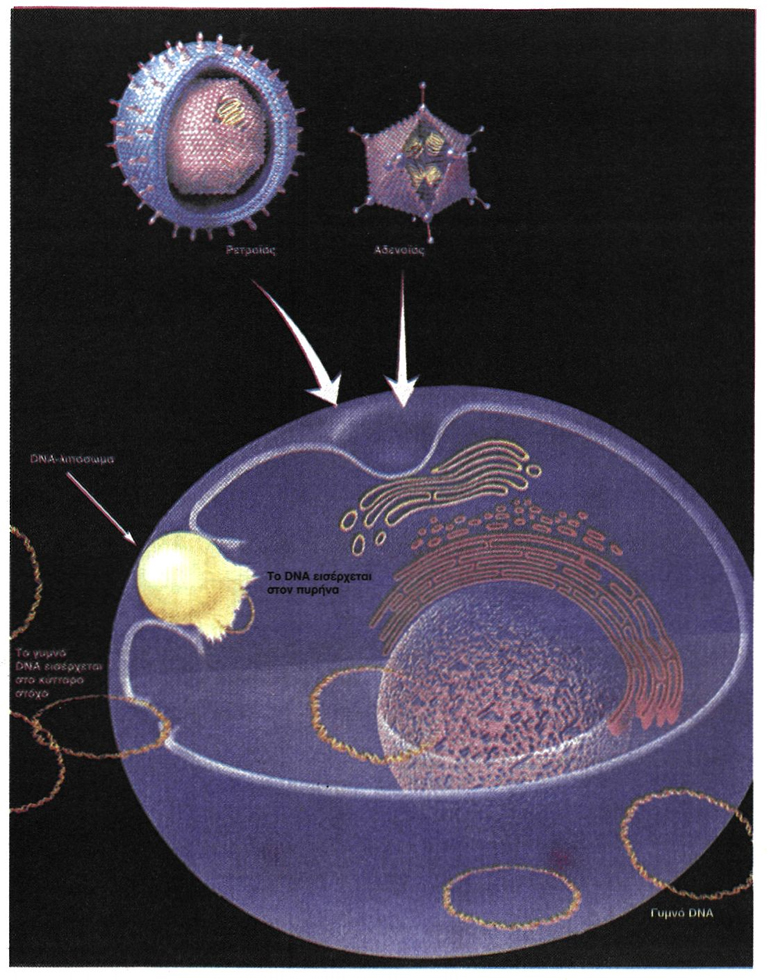 Ρετροϊός
Αδενοϊός
DNA-λιπόσωμα
Το DNA εισέρχεται
στον πυρήνα
Το γυμνό
DNA εισέρχεται
στο κύτταρο
στόχο
Γυμνό DNA